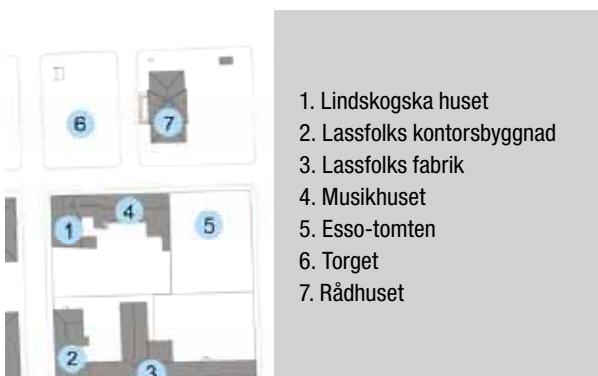 6
7
1
4
5
2
3
1. Lindskogska huset
2. Lassfolks kontorsbyggnad
3. Lassfolks fabrik
4. Musikhuset
5. Esso-tomten
6. Torget
7. Rådhuset